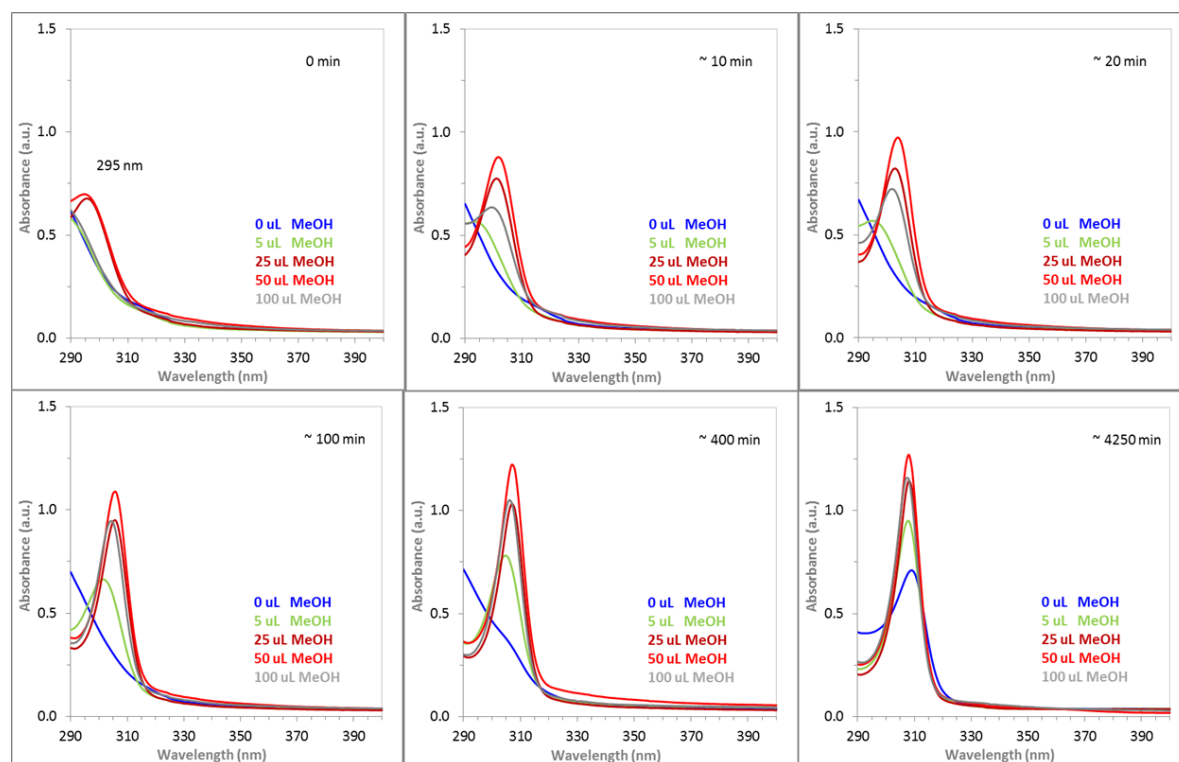 1.5
0 min
1.0
295 nm
Absorbance (a.u.)
0.5
0 uL MeOH
5 uL MeOH
25 uL MeOH
50 uL MeOH
100 uL MeOH
0.0
290 310 330 350 370 390
Wavelength (nm)
1.5
~ 10 min
1.0
Absorbance (a.u.)
0.5
0 uL MeOH
5 uL MeOH
25 uL MeOH
50 uL MeOH
100 uL MeOH
0.0
290 310 330 350 370 390
Wavelength (nm)
1.5
~ 20 min
1.0
Absorbance (a.u.)
0.5
0 uL MeOH
5 uL MeOH
25 uL MeOH
50 uL MeOH
100 uL MeOH
0.0
290 310 330 350 370 390
Wavelength (nm)
1.5
~ 100 min
1.0
Absorbance (a.u.)
0.5
0 uL MeOH
5 uL MeOH
25 uL MeOH
50 uL MeOH
100 uL MeOH
0.0
290 310 330 350 370 390
Wavelength (nm)
1.5
~ 400 min
1.0
Absorbance (a.u.)
0.5
0 uL MeOH
5 uL MeOH
25 uL MeOH
50 uL MeOH
100 uL MeOH
0.0
290 310 330 350 370 390
Wavelength (nm)
1.5
~ 4250 min
1.0
Absorbance (a.u.)
0.5
0 uL MeOH
5 uL MeOH
25 uL MeOH
50 uL MeOH
100 uL MeOH
0.0
290 310 330 350 370 390
Wavelength (nm)